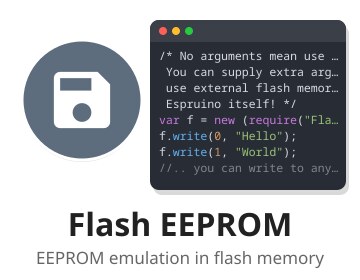 /* No arguments mean use …
You can supply extra arg…
use external flash memor…
Espruino itself! */
var f = new (require("Fla…
f.write(0, "Hello");
f.write(1, "World");
//.. you can write to any…
Flash EEPROM
EEPROM emulation in flash memory